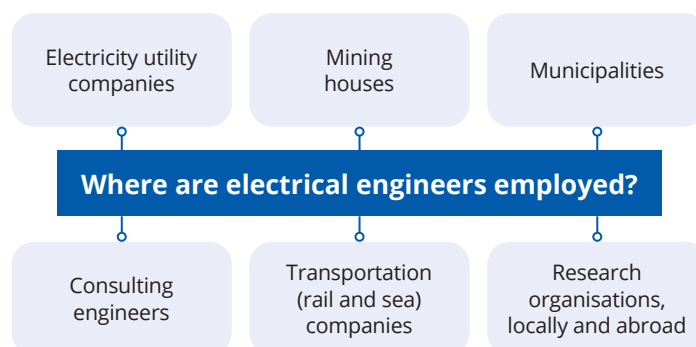 Electricity utility
companies
Mining
houses
Municipalities
Where are electrical engineers employed?
Consulting
engineers
Transportation
(rail and sea)
companies
Research
organisations,
locally and abroad